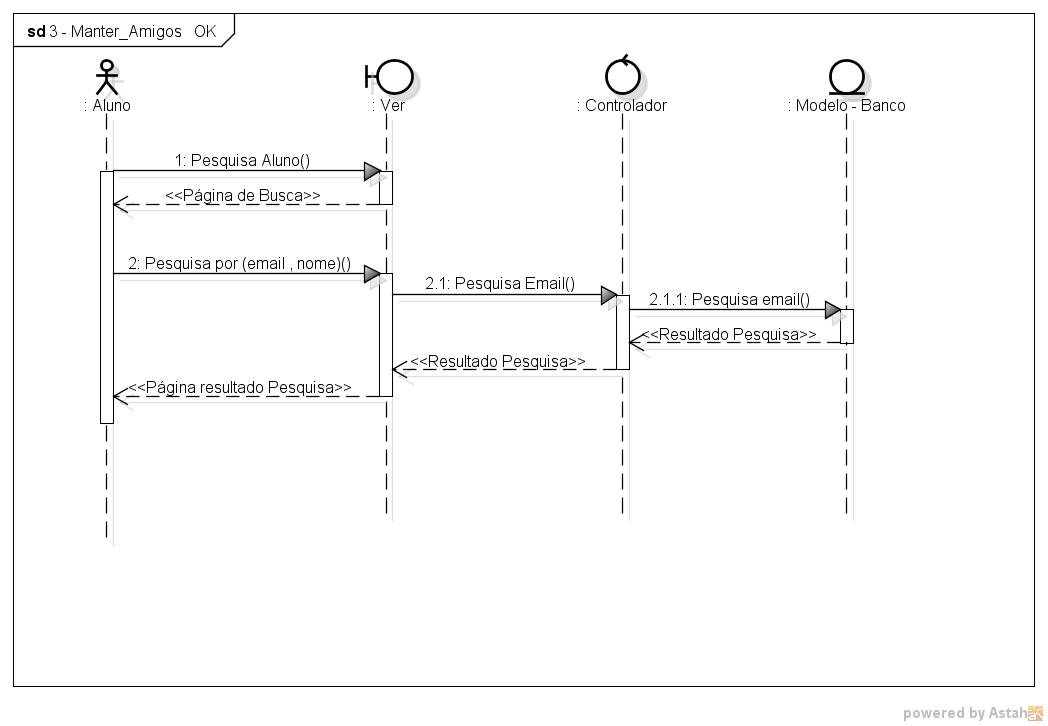 sd 3 - Manter_Amigos OK
: Aluno
: Ver
: Controlador
: Modelo - Banco
1: Pesquisa Aluno()
<<Página de Busca>>
2: Pesquisa por (email , nome)()
2.1: Pesquisa Email()
2.1.1: Pesquisa email()
<<Resultado Pesquisa>>
<<Resultado Pesquisa>>
<<Página resultado Pesquisa>>
powered by Astah